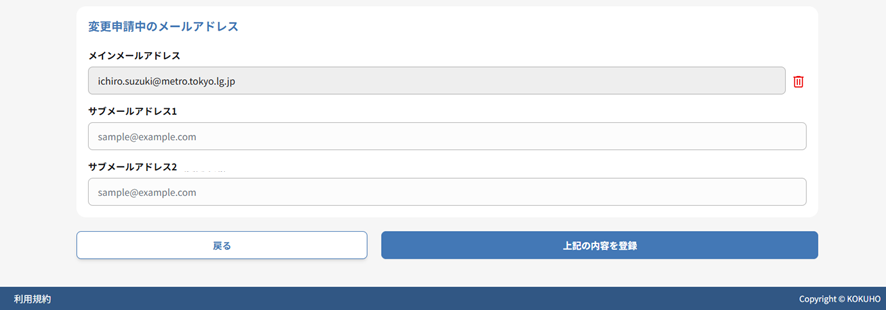 変更申請中のメールアドレス
メインメールアドレス
ichiro.suzuki@metro.tokyo.lg.jp
サブメールアドレス1
sample@example.com
サブメールアドレス2
sample@example.com
戻る
上記の内容を登録
利用規約
Copyright © KOKUHO